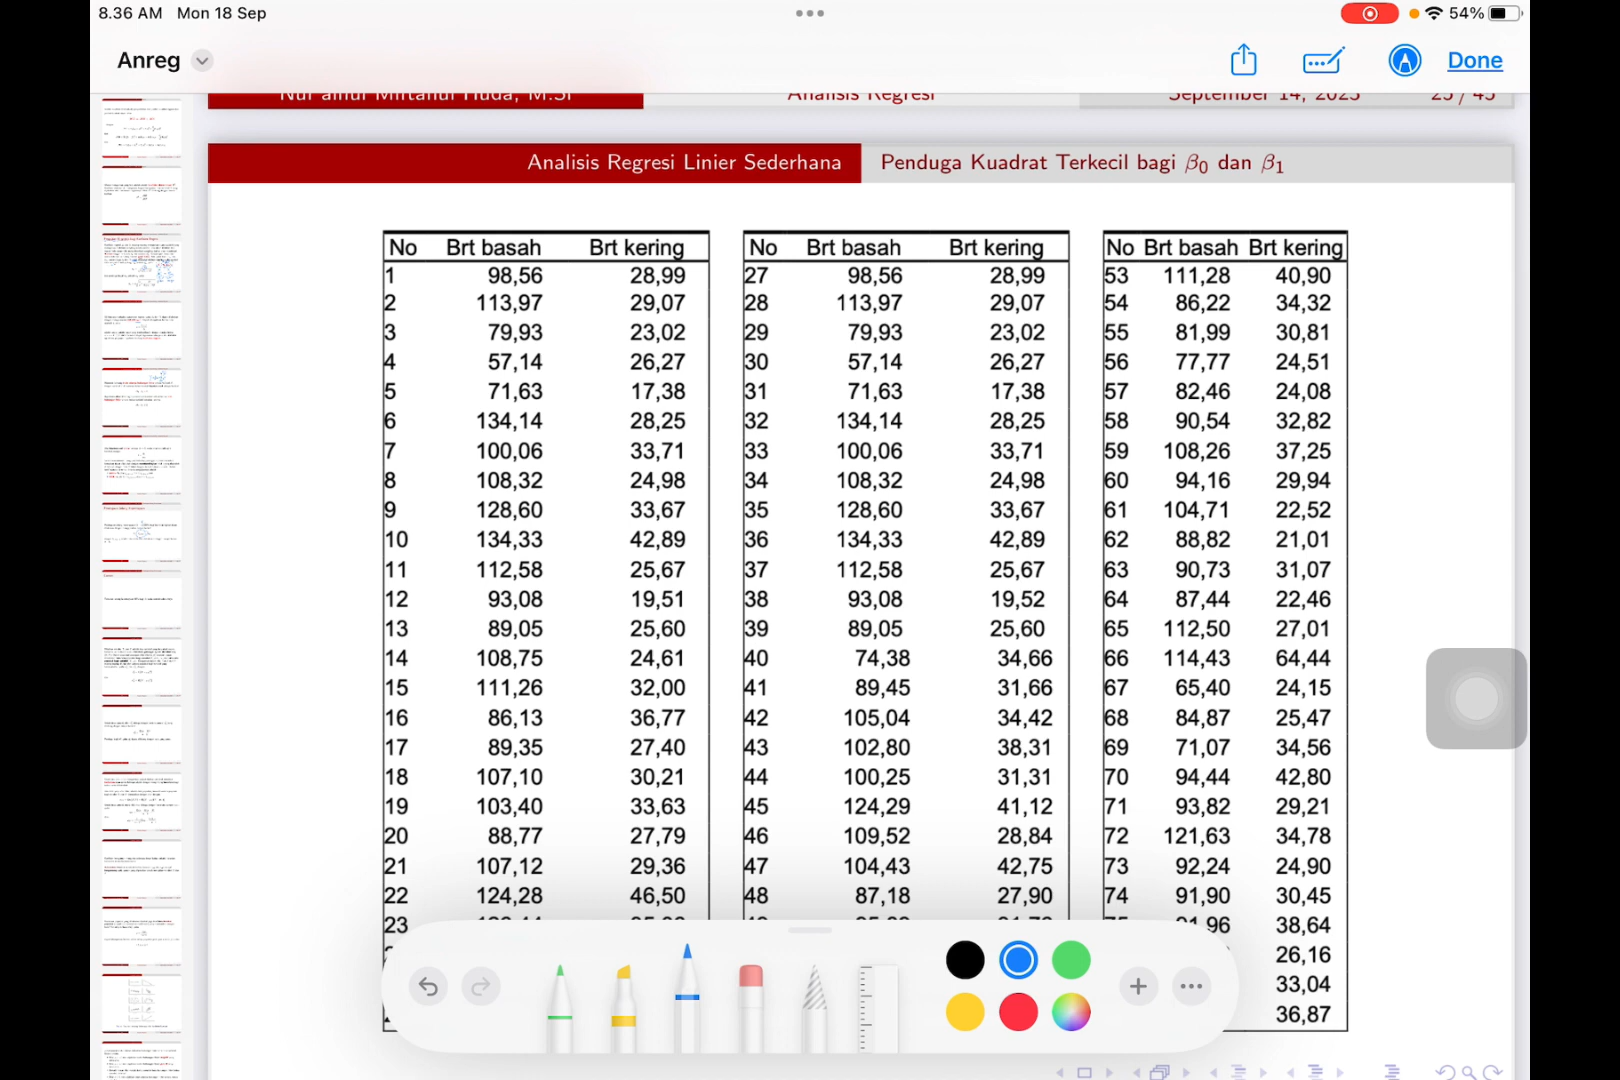 8.36 AM Mon 18 Sep
54%
Anreg
Done
Nur ainur Miftahul Huda, M.Si Analisis Regresi September 14, 2023 25 / 45
Analisis Regresi Linier Sederhana Penduga Kuadrat Terkecil bagi β0 dan β1
No Brt basah Brt kering No Brt basah Brt kering No Brt basah Brt kering
1 98,56 28,99 27 98,56 28,99 53 111,28 40,90
2 113,97 29,07 28 113,97 29,07 54 86,22 34,32
3 79,93 23,02 29 79,93 23,02 55 81,99 30,81
4 57,14 26,27 30 57,14 26,27 56 77,77 24,51
5 71,63 17,38 31 71,63 17,38 57 82,46 24,08
6 134,14 28,25 32 134,14 28,25 58 90,54 32,82
7 100,06 33,71 33 100,06 33,71 59 108,26 37,25
8 108,32 24,98 34 108,32 24,98 60 94,16 29,94
9 128,60 33,67 35 128,60 33,67 61 104,71 22,52
10 134,33 42,89 36 134,33 42,89 62 88,82 21,01
11 112,58 25,67 37 112,58 25,67 63 90,73 31,07
12 93,08 19,51 38 93,08 19,52 64 87,44 22,46
13 89,05 25,60 39 89,05 25,60 65 112,50 27,01
14 108,75 24,61 40 74,38 34,66 66 114,43 64,44
15 111,26 32,00 41 89,45 31,66 67 65,40 24,15
16 86,13 36,77 42 105,04 34,42 68 84,87 25,47
17 89,35 27,40 43 102,80 38,31 69 71,07 34,56
18 107,10 30,21 44 100,25 31,31 70 94,44 42,80
19 103,40 33,63 45 124,29 41,12 71 93,82 29,21
20 88,77 27,79 46 109,52 28,84 72 121,63 34,78
21 107,12 29,36 47 104,43 42,75 73 92,24 24,90
22 124,28 46,50 48 87,18 27,90 74 91,90 30,45
23 38,64
26,16
33,04
36,87